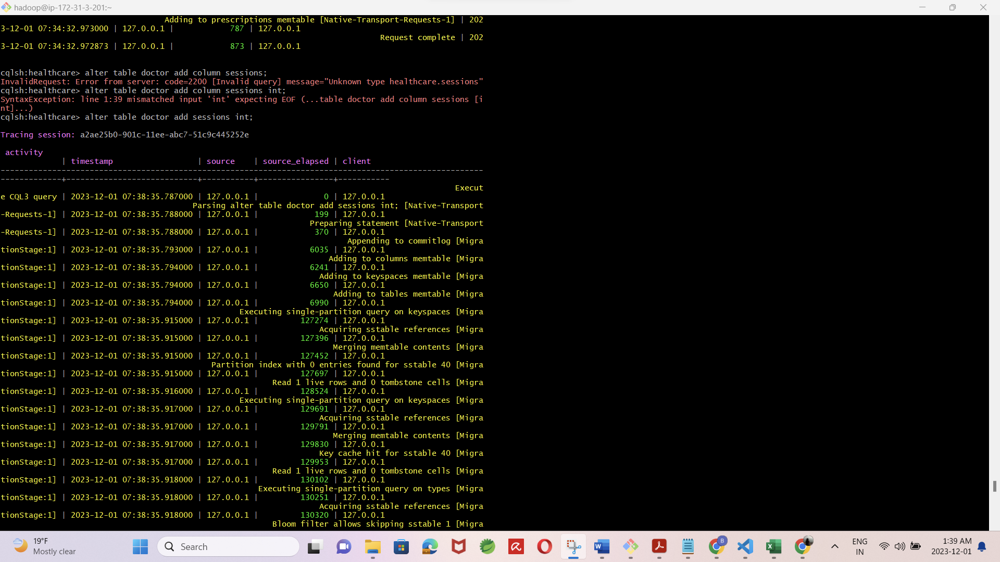 hadoop@ip-172-31-3-201:~
Adding to prescriptions memtable [Native-Transport-Requests-1] | 202
3-12-01 07:34:32.973000 | 127.0.0.1 | 787 | 127.0.0.1
Request complete | 202
3-12-01 07:34:32.972873 | 127.0.0.1 | 873 | 127.0.0.1
cqlsh:healthcare> alter table doctor add column sessions;
InvalidRequest: Error from server: code=2200 [Invalid query] message="Unknown type healthcare.sessions"
cqlsh:healthcare> alter table doctor add column sessions int;
SyntaxException: line 1:39 mismatched input 'int' expecting EOF (...table doctor add column sessions [i
nt]...)
cqlsh:healthcare> alter table doctor add sessions int;
Tracing session: a2ae25b0-901c-11ee-abc7-51c9c445252e
activity
| timestamp | source | source_elapsed | client
-------------------------------------------------------------------------------------------------------
-------------+----------------------------+-----------+----------------+-----------
Execut
e CQL3 query | 2023-12-01 07:38:35.787000 | 127.0.0.1 | 0 | 127.0.0.1
Parsing alter table doctor add sessions int; [Native-Transport
-Requests-1] | 2023-12-01 07:38:35.788000 | 127.0.0.1 | 199 | 127.0.0.1
Preparing statement [Native-Transport
-Requests-1] | 2023-12-01 07:38:35.788000 | 127.0.0.1 | 370 | 127.0.0.1
Appending to commitlog [Migra
tionStage:1] | 2023-12-01 07:38:35.793000 | 127.0.0.1 | 6035 | 127.0.0.1
Adding to columns memtable [Migra
tionStage:1] | 2023-12-01 07:38:35.794000 | 127.0.0.1 | 6241 | 127.0.0.1
Adding to keyspaces memtable [Migra
tionStage:1] | 2023-12-01 07:38:35.794000 | 127.0.0.1 | 6650 | 127.0.0.1
Adding to tables memtable [Migra
tionStage:1] | 2023-12-01 07:38:35.794000 | 127.0.0.1 | 6990 | 127.0.0.1
Executing single-partition query on keyspaces [Migra
tionStage:1] | 2023-12-01 07:38:35.915000 | 127.0.0.1 | 127274 | 127.0.0.1
Acquiring sstable references [Migra
tionStage:1] | 2023-12-01 07:38:35.915000 | 127.0.0.1 | 127396 | 127.0.0.1
Merging memtable contents [Migra
tionStage:1] | 2023-12-01 07:38:35.915000 | 127.0.0.1 | 127452 | 127.0.0.1
Partition index with 0 entries found for sstable 40 [Migra
tionStage:1] | 2023-12-01 07:38:35.915000 | 127.0.0.1 | 127697 | 127.0.0.1
Read 1 live rows and 0 tombstone cells [Migra
tionStage:1] | 2023-12-01 07:38:35.916000 | 127.0.0.1 | 128524 | 127.0.0.1
Executing single-partition query on keyspaces [Migra
tionStage:1] | 2023-12-01 07:38:35.917000 | 127.0.0.1 | 129691 | 127.0.0.1
Acquiring sstable references [Migra
tionStage:1] | 2023-12-01 07:38:35.917000 | 127.0.0.1 | 129791 | 127.0.0.1
Merging memtable contents [Migra
tionStage:1] | 2023-12-01 07:38:35.917000 | 127.0.0.1 | 129830 | 127.0.0.1
Key cache hit for sstable 40 [Migra
tionStage:1] | 2023-12-01 07:38:35.917000 | 127.0.0.1 | 129953 | 127.0.0.1
Read 1 live rows and 0 tombstone cells [Migra
tionStage:1] | 2023-12-01 07:38:35.918000 | 127.0.0.1 | 130102 | 127.0.0.1
Executing single-partition query on types [Migra
tionStage:1] | 2023-12-01 07:38:35.918000 | 127.0.0.1 | 130251 | 127.0.0.1
Acquiring sstable references [Migra
tionStage:1] | 2023-12-01 07:38:35.918000 | 127.0.0.1 | 130320 | 127.0.0.1
Bloom filter allows skipping sstable 1 [Migra
19°F
Mostly clear
Search
W
B
X
ENG
IN
1:39 AM
2023-12-01